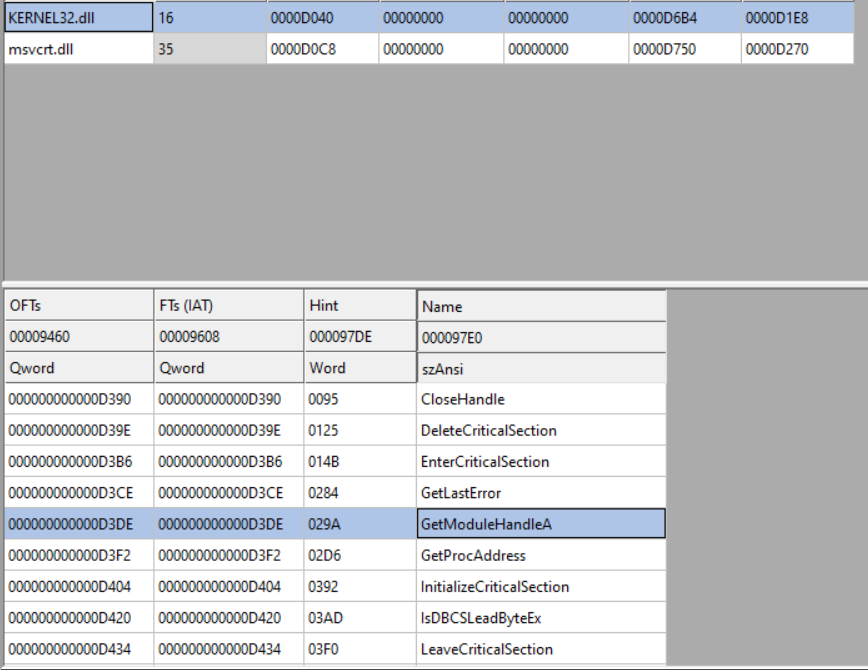 KERNEL32.dll 16 0000D040 00000000 00000000 0000D6B4 0000D1E8
msvcrt.dll 35 0000D0C8 00000000 00000000 0000D750 0000D270
OFTs FTs (IAT) Hint Name
00009460 00009608 000097DE 000097E0
Qword Qword Word szAnsi
000000000000D390 000000000000D390 0095 CloseHandle
000000000000D39E 000000000000D39E 0125 DeleteCriticalSection
000000000000D3B6 000000000000D3B6 014B EnterCriticalSection
000000000000D3CE 000000000000D3CE 0284 GetLastError
000000000000D3DE 000000000000D3DE 029A GetModuleHandleA
000000000000D3F2 000000000000D3F2 02D6 GetProcAddress
000000000000D404 000000000000D404 0392 InitializeCriticalSection
000000000000D420 000000000000D420 03AD IsDBCSLeadByteEx
000000000000D434 000000000000D434 03F0 LeaveCriticalSection